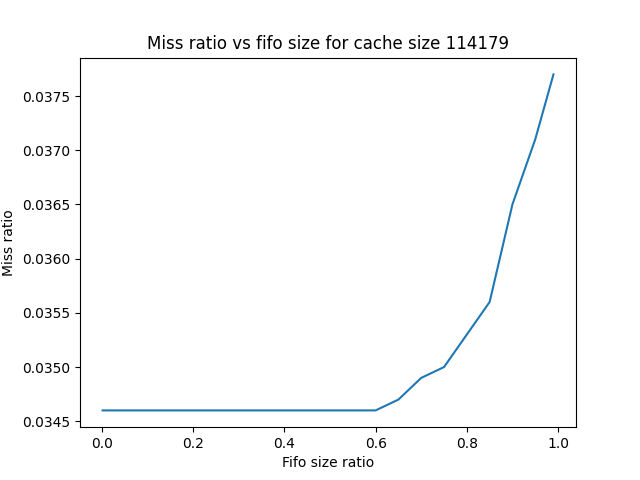 Miss ratio vs fifo size for cache size 114179
0.0375
0.0370
0.0365
0.0360
0.0355
0.0350
0.0345
Miss ratio
0.0 0.2 0.4 0.6 0.8 1.0
Fifo size ratio